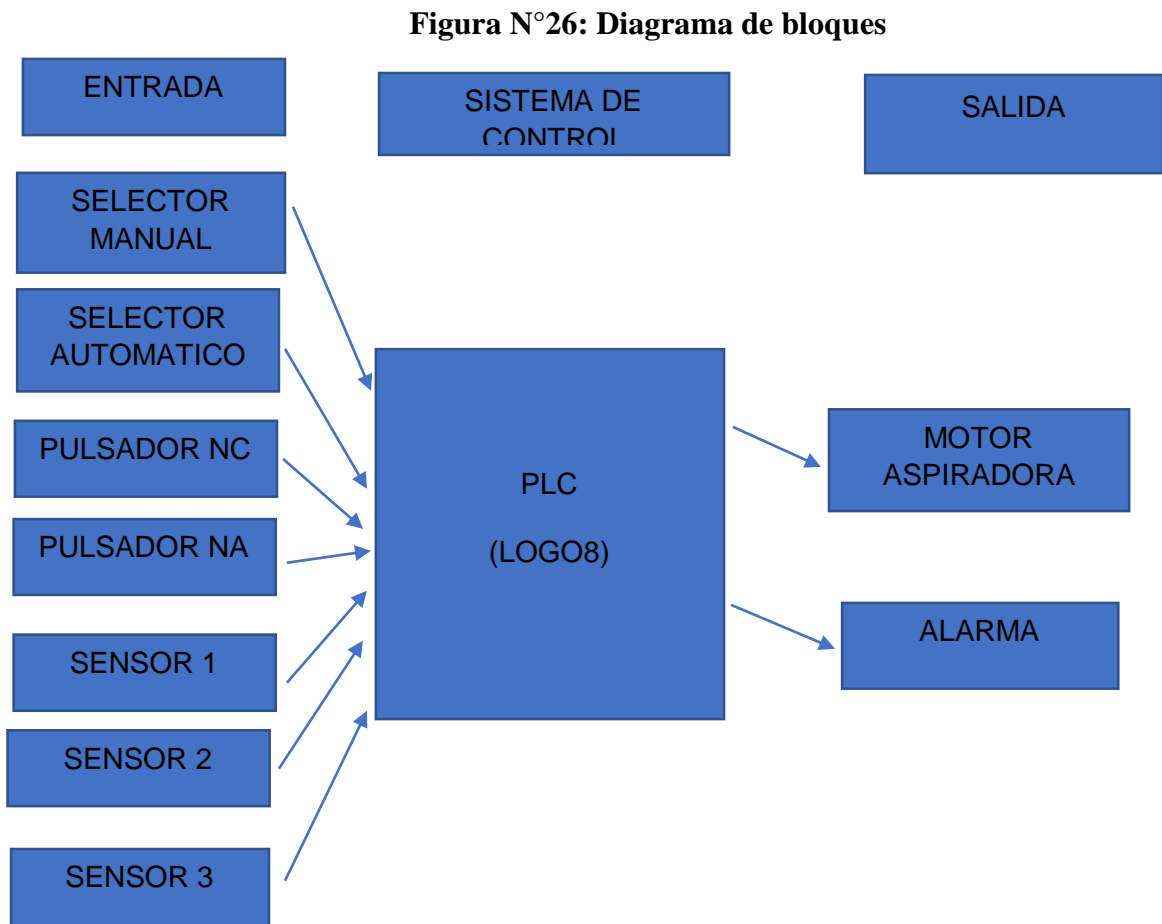 Figura N°26: Diagrama de bloques
ENTRADA
SISTEMA DE
CONTROL
SALIDA
SELECTOR
MANUAL
SELECTOR
AUTOMATICO
PULSADOR NC
PULSADOR NA
SENSOR 1
SENSOR 2
SENSOR 3
PLC
(LOGO8)
MOTOR
ASPIRADORA
ALARMA